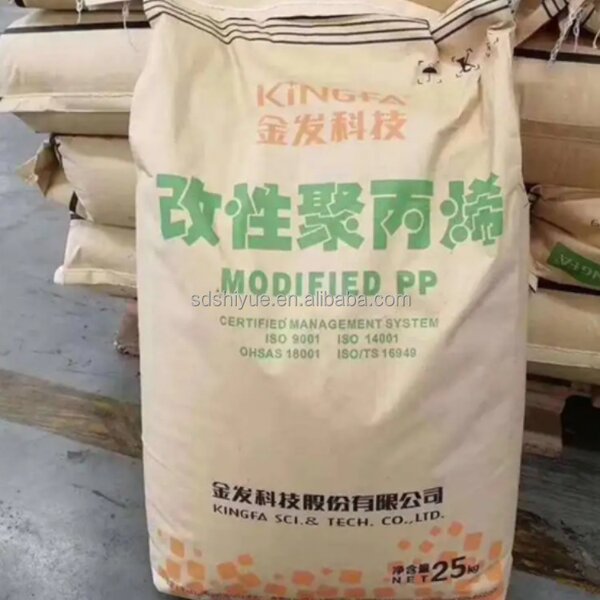 KINGFA
金发科技
改性聚丙烯
MODIFIED PP
sdshiyue.en.alibaba.com
CERTIFIED MANAGEMENT SYSTEM
ISO 9001 ISO 14001
OHSAS 18001 ISO/TS 16949
金发科技股份有限公司
KINGFA SCI.& TECH. CO.,LTD.
净含量 25kg
NET
KINGFA